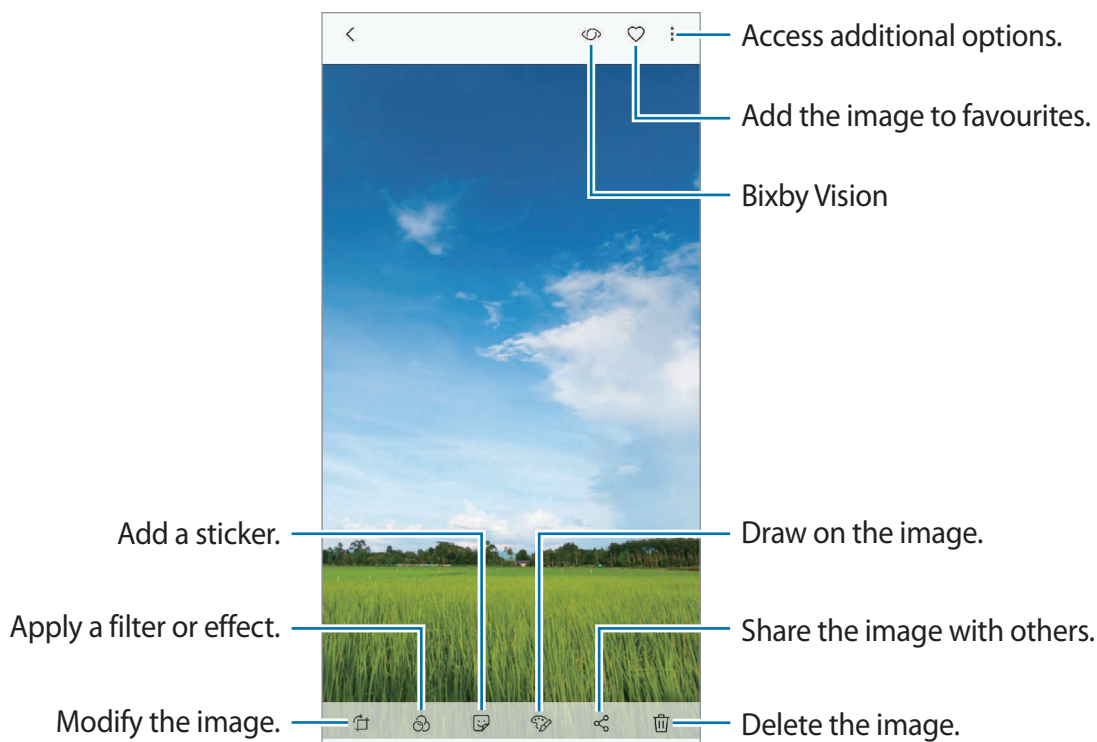 Access additional options.
Add the image to favourites.
Bixby Vision
Add a sticker.
Draw on the image.
Apply a filter or effect.
Share the image with others.
Modify the image.
Delete the image.